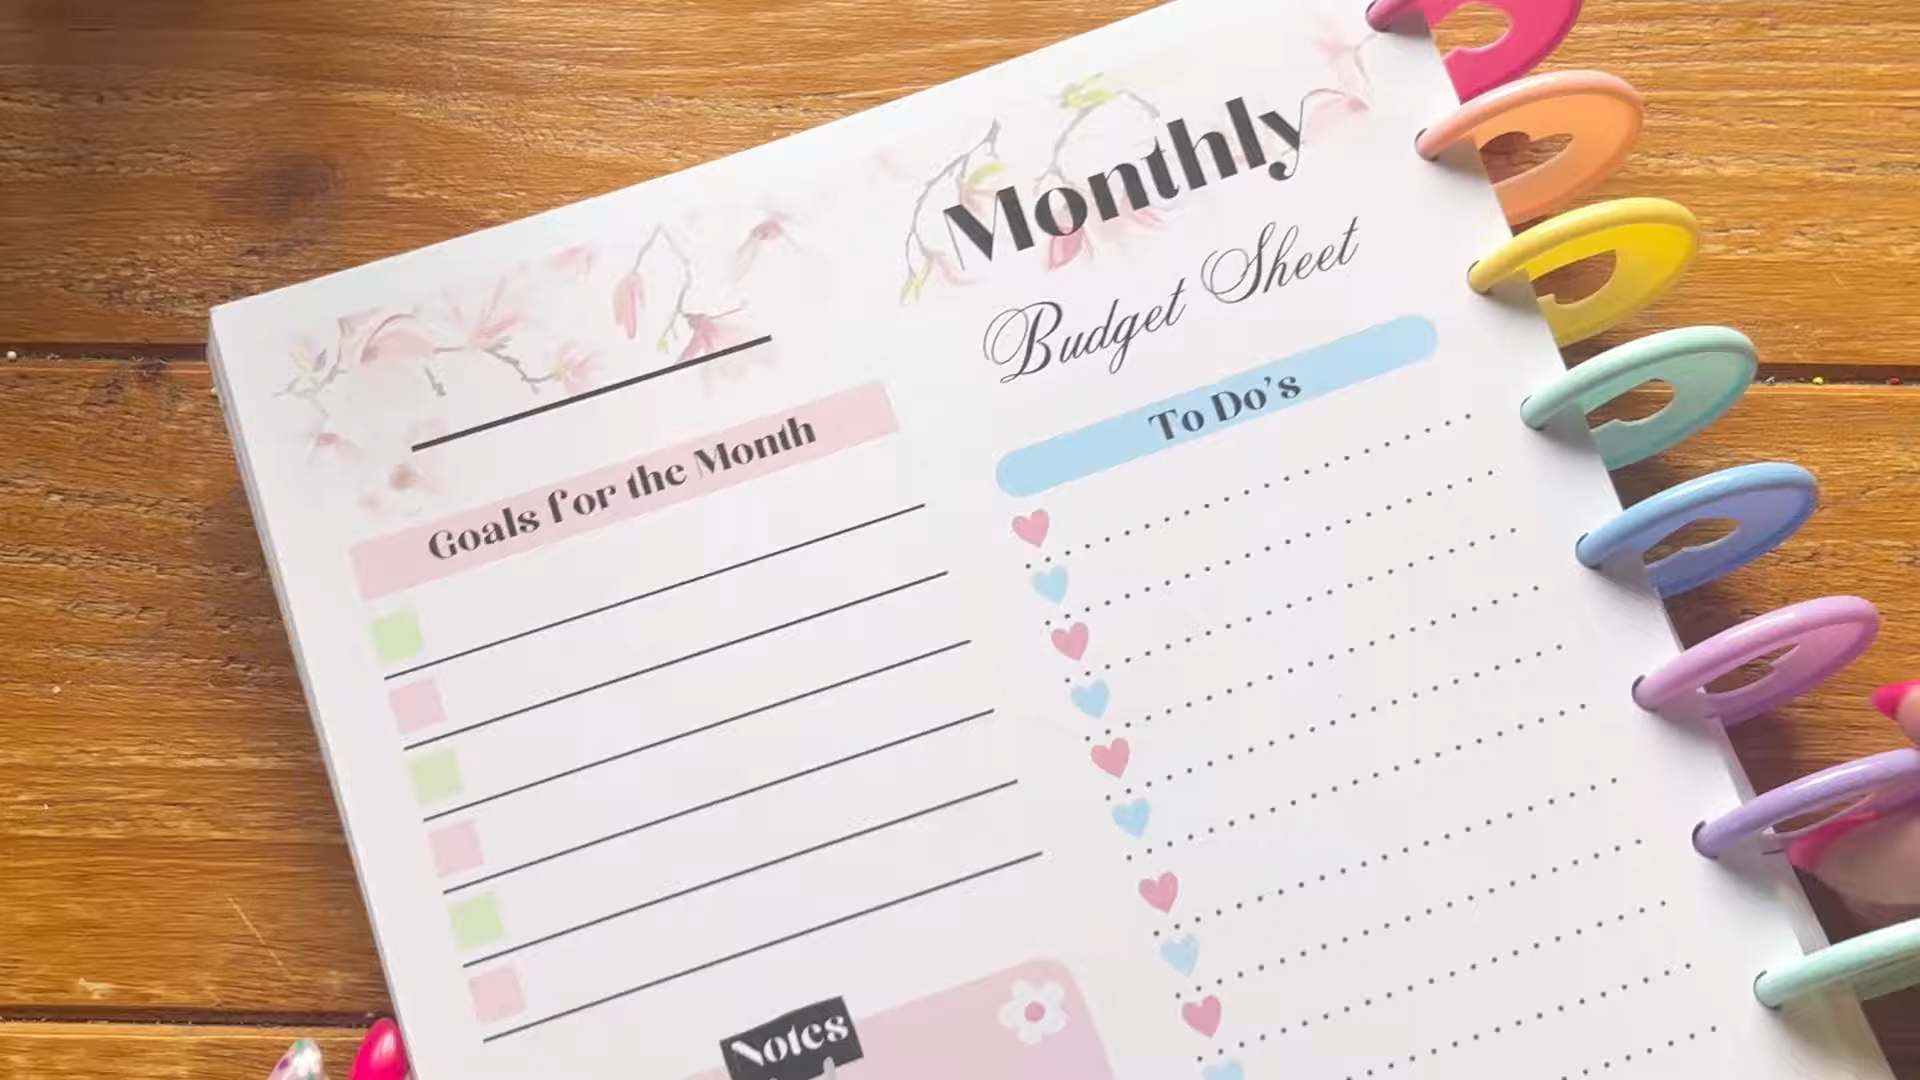 Monthly
Budget Sheet
Goals for the Month
To Do's
Notes